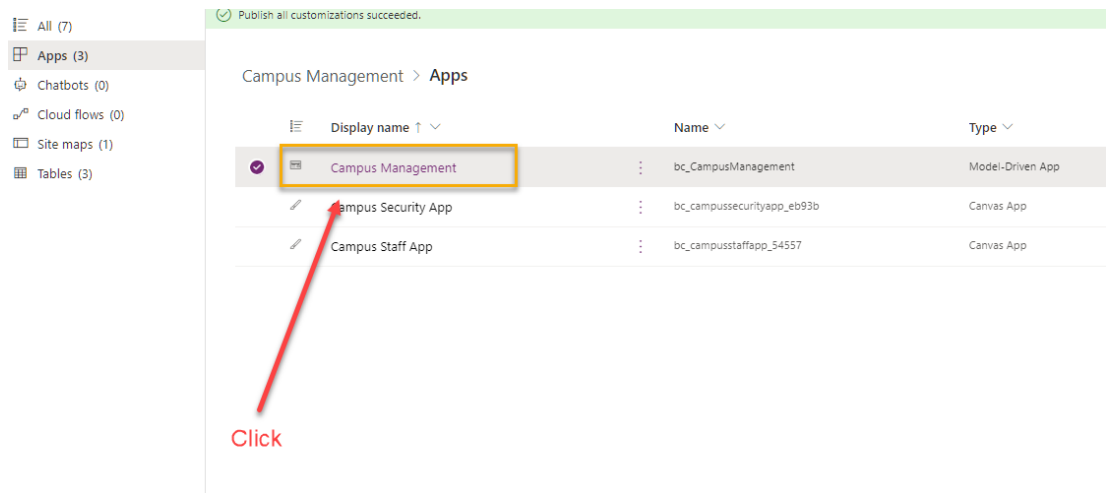 All (7)
Apps (3)
Chatbots (0)
Cloud flows (0)
Site maps (1)
Tables (3)
Publish all customizations succeeded.
Campus Management > Apps
Display name ↑ Name Type
Campus Management bc_CampusManagement Model-Driven App
Campus Security App bc_campussecurityapp_eb93b Canvas App
Campus Staff App bc_campusstaffapp_54557 Canvas App
Click